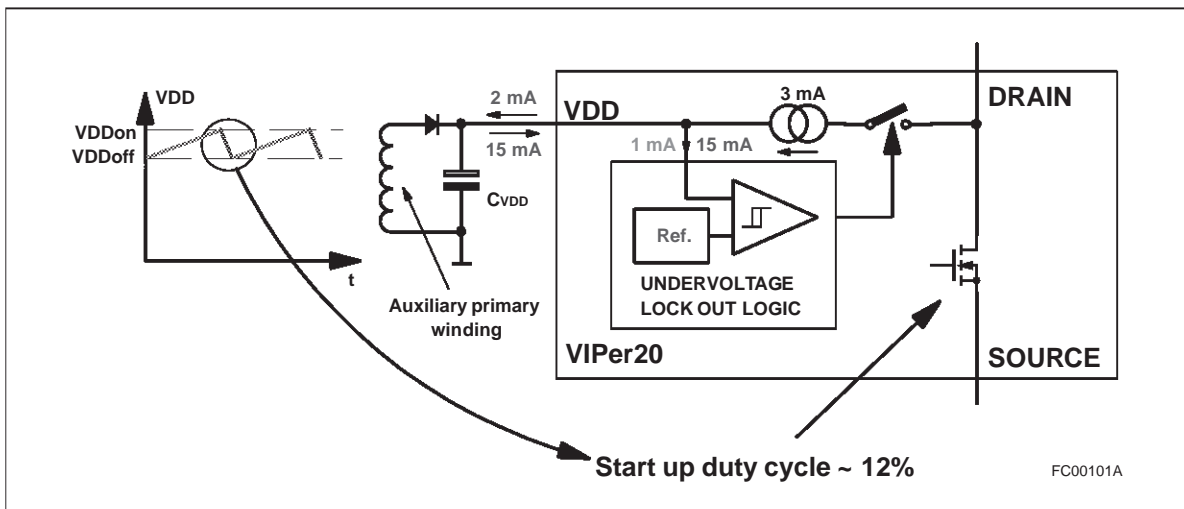 VDD
VDDon
VDDoff
t
2 mA
15 mA
CVDD
Auxiliary primary
winding
VDD
1 mA
15 mA
3 mA
DRAIN
Ref.
UNDERVOLTAGE
LOCK OUT LOGIC
VIPer20
SOURCE
Start up duty cycle ~ 12%
FC00101A